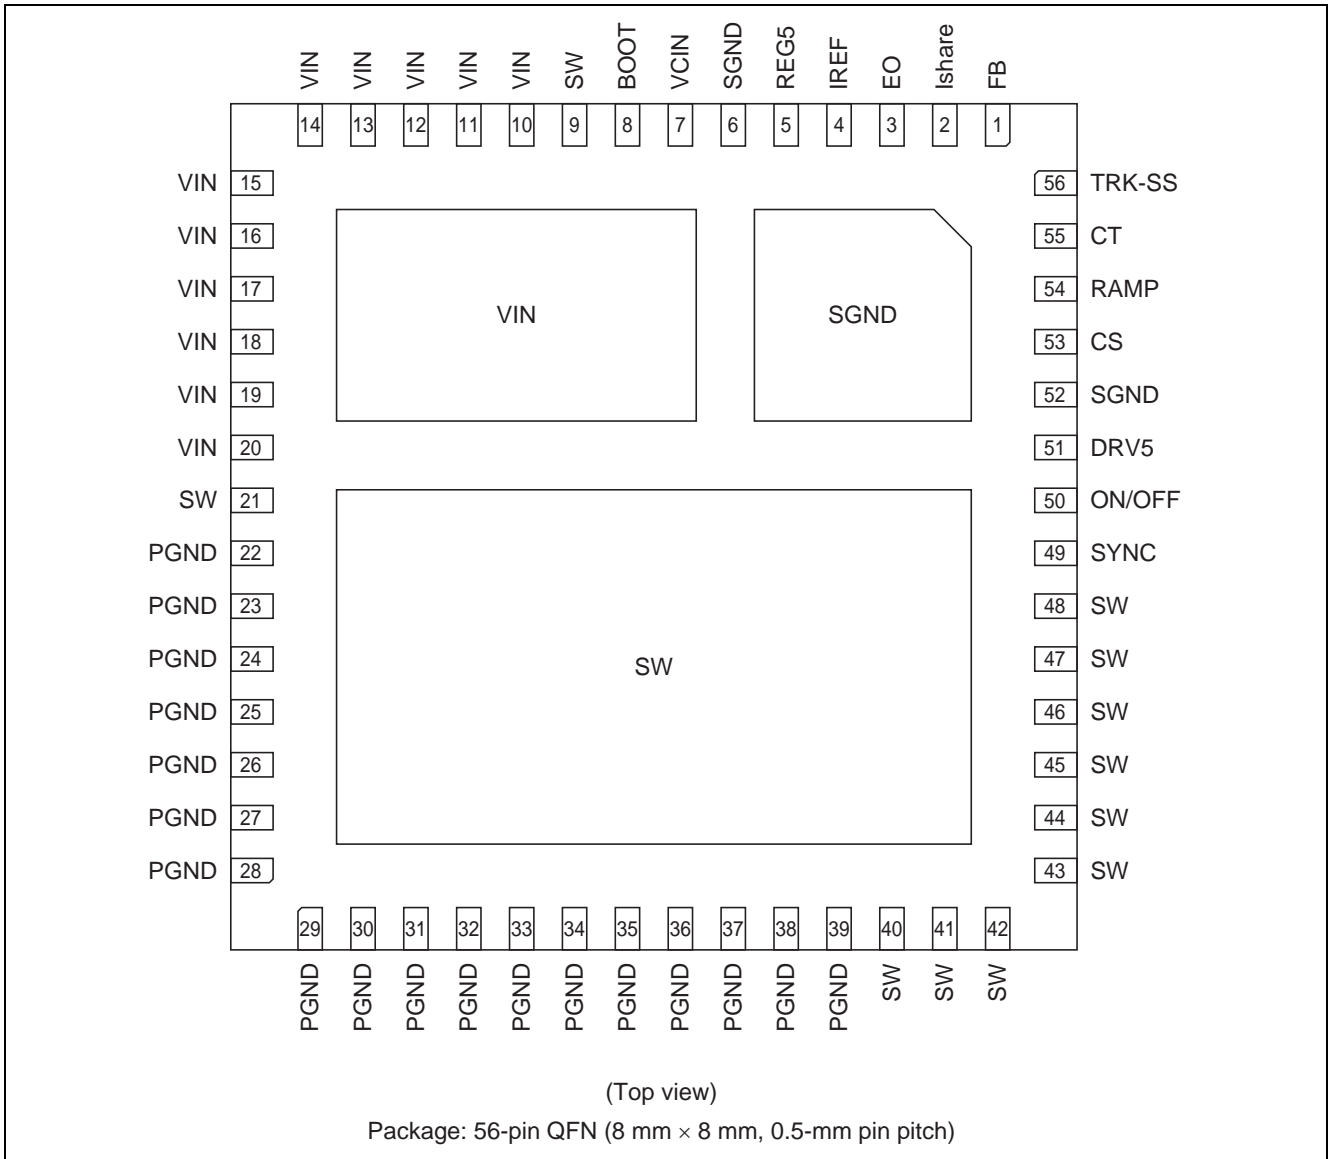 VIN VIN VIN VIN VIN SW BOOT VCIN SGND REG5 IREF EO Ishare FB
14 13 12 11 10 9 8 7 6 5 4 3 2 1
VIN 15 56 TRK-SS
VIN 16 55 CT
VIN 17 54 RAMP
VIN SGND
VIN 18 53 CS
VIN 19 52 SGND
VIN 20 51 DRV5
SW 21 50 ON/OFF
PGND 22 49 SYNC
PGND 23 48 SW
PGND 24 47 SW
SW
PGND 25 46 SW
PGND 26 45 SW
PGND 27 44 SW
PGND 28 43 SW
29 30 31 32 33 34 35 36 37 38 39 40 41 42
PGND PGND PGND PGND PGND PGND PGND PGND PGND PGND PGND SW SW SW
(Top view)
Package: 56-pin QFN (8 mm × 8 mm, 0.5-mm pin pitch)